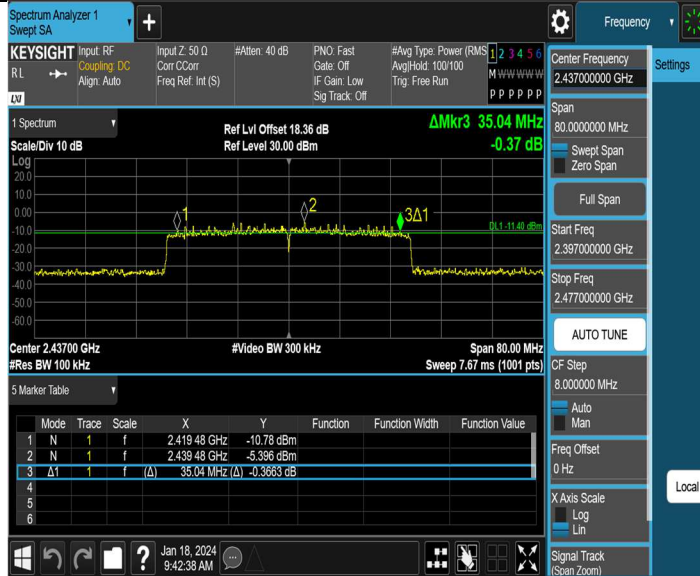 Spectrum Analyzer 1
Swept SA
+
Frequency
KEYSIGHT
RL
LXI
Input: RF
Coupling: DC
Align: Auto
Input Z: 50 Ω
Corr CCorr
Freq Ref: Int (S)
#Atten: 40 dB
PNO: Fast
Gate: Off
IF Gain: Low
Sig Track: Off
#Avg Type: Power (RMS
Avg|Hold: 100/100
Trig: Free Run
1 2 3 4 5 6
M W W W W W
P P P P P P
1 Spectrum
Scale/Div 10 dB
Ref Lvl Offset 18.36 dB
Ref Level 30.00 dBm
ΔMkr3 35.04 MHz
-0.37 dB
Log
20.0
10.0
0.00
-10.0
-20.0
-30.0
-40.0
-50.0
-60.0
1
2
3Δ1
DL1 -11.40 dBm
Center 2.43700 GHz
#Res BW 100 kHz
#Video BW 300 kHz
Span 80.00 MHz
Sweep 7.67 ms (1001 pts)
5 Marker Table
Mode Trace Scale X Y Function Function Width Function Value
1 N 1 f 2.419 48 GHz -10.78 dBm
2 N 1 f 2.439 48 GHz -5.396 dBm
3 Δ1 1 f (Δ) 35.04 MHz (Δ) -0.3663 dB
4
5
6
Jan 18, 2024
9:42:38 AM
?
Center Frequency
2.437000000 GHz
Span
80.0000000 MHz
Swept Span
Zero Span
Full Span
Start Freq
2.397000000 GHz
Stop Freq
2.477000000 GHz
AUTO TUNE
CF Step
8.000000 MHz
Auto
Man
Freq Offset
0 Hz
X Axis Scale
Log
Lin
Signal Track
(Span Zoom)
Settings
Local